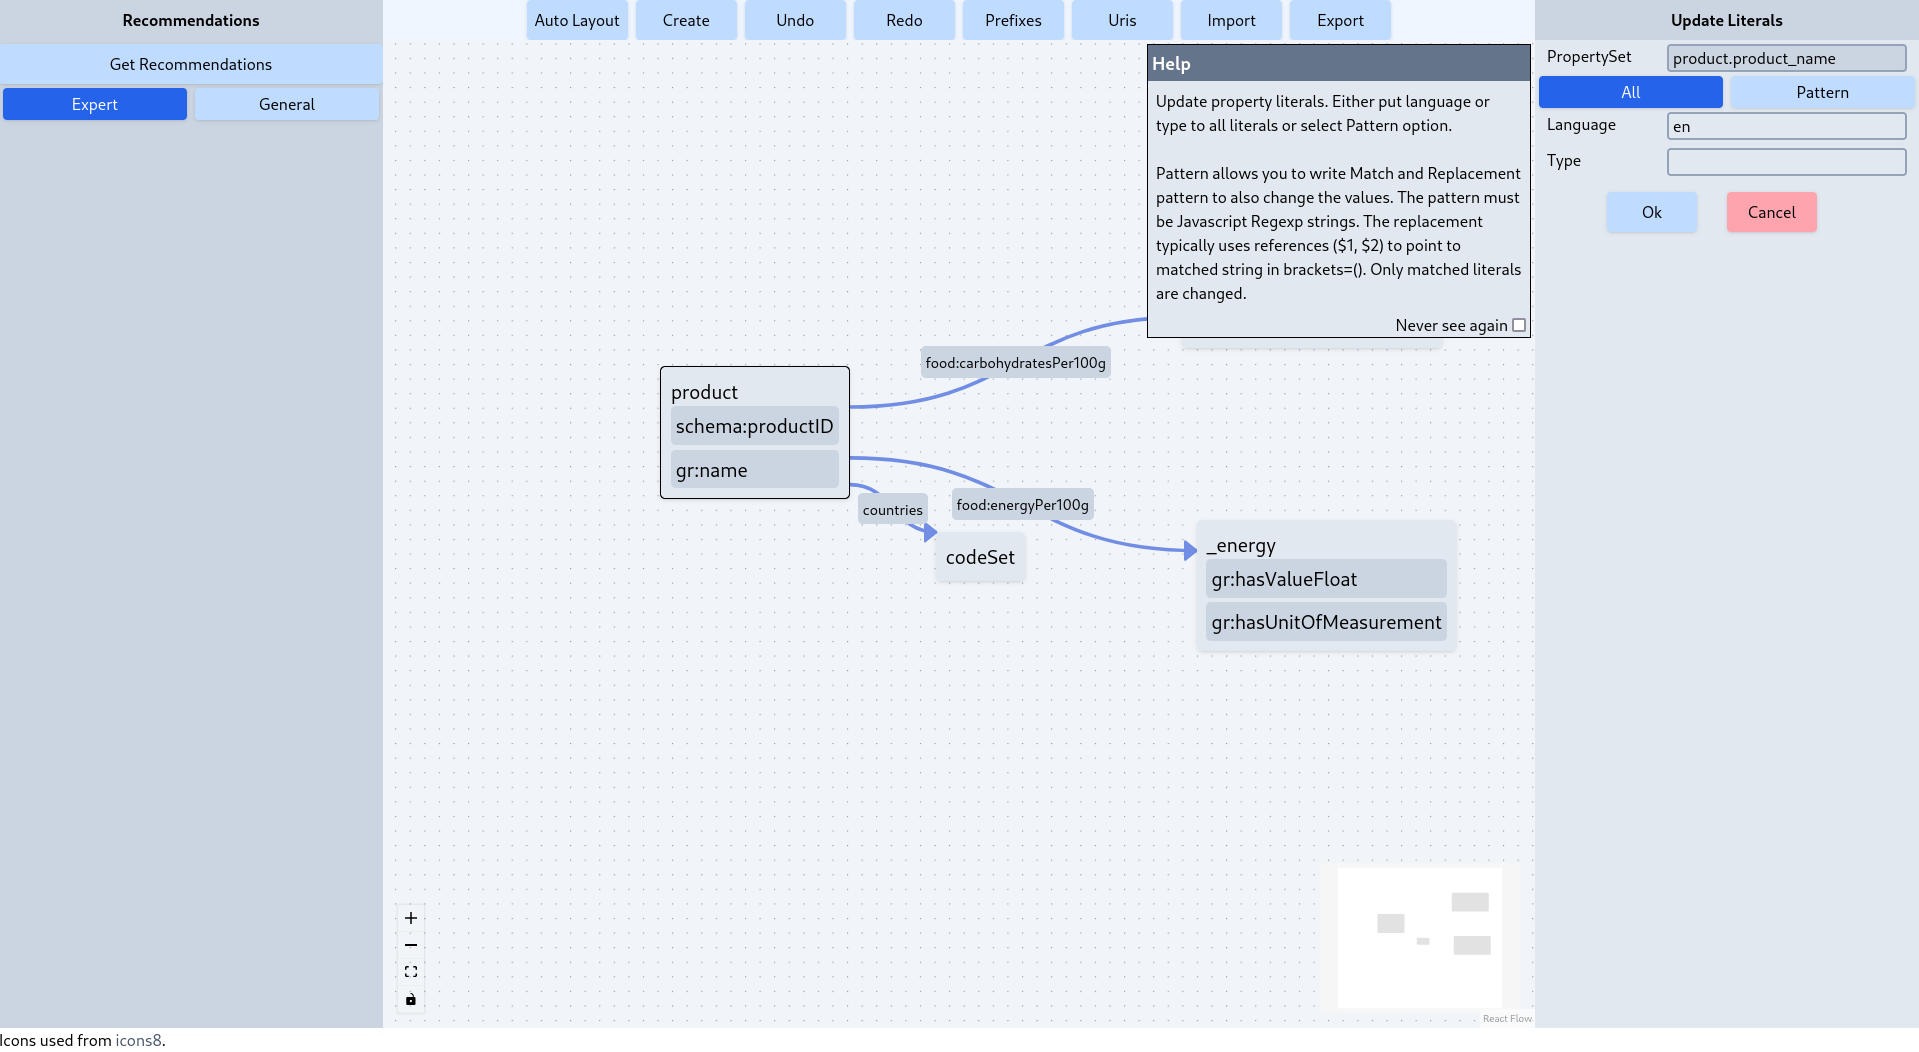 Recommendations
Get Recommendations
Expert
General
Auto Layout
Create
Undo
Redo
Prefixes
Uris
Import
Export
Help
Update property literals. Either put language or
type to all literals or select Pattern option.
Pattern allows you to write Match and Replacement
pattern to also change the values. The pattern must
be Javascript Regexp strings. The replacement
typically uses references ($1, $2) to point to
matched string in brackets=(). Only matched literals
are changed.
Never see again
food:carbohydratesPer100g
product
schema:productID
gr:name
countries
food:energyPer100g
codeSet
_energy
gr:hasValueFloat
gr:hasUnitOfMeasurement
React Flow
Update Literals
PropertySet
product.product_name
All
Pattern
Language
en
Type
Ok
Cancel
Icons used from icons8.